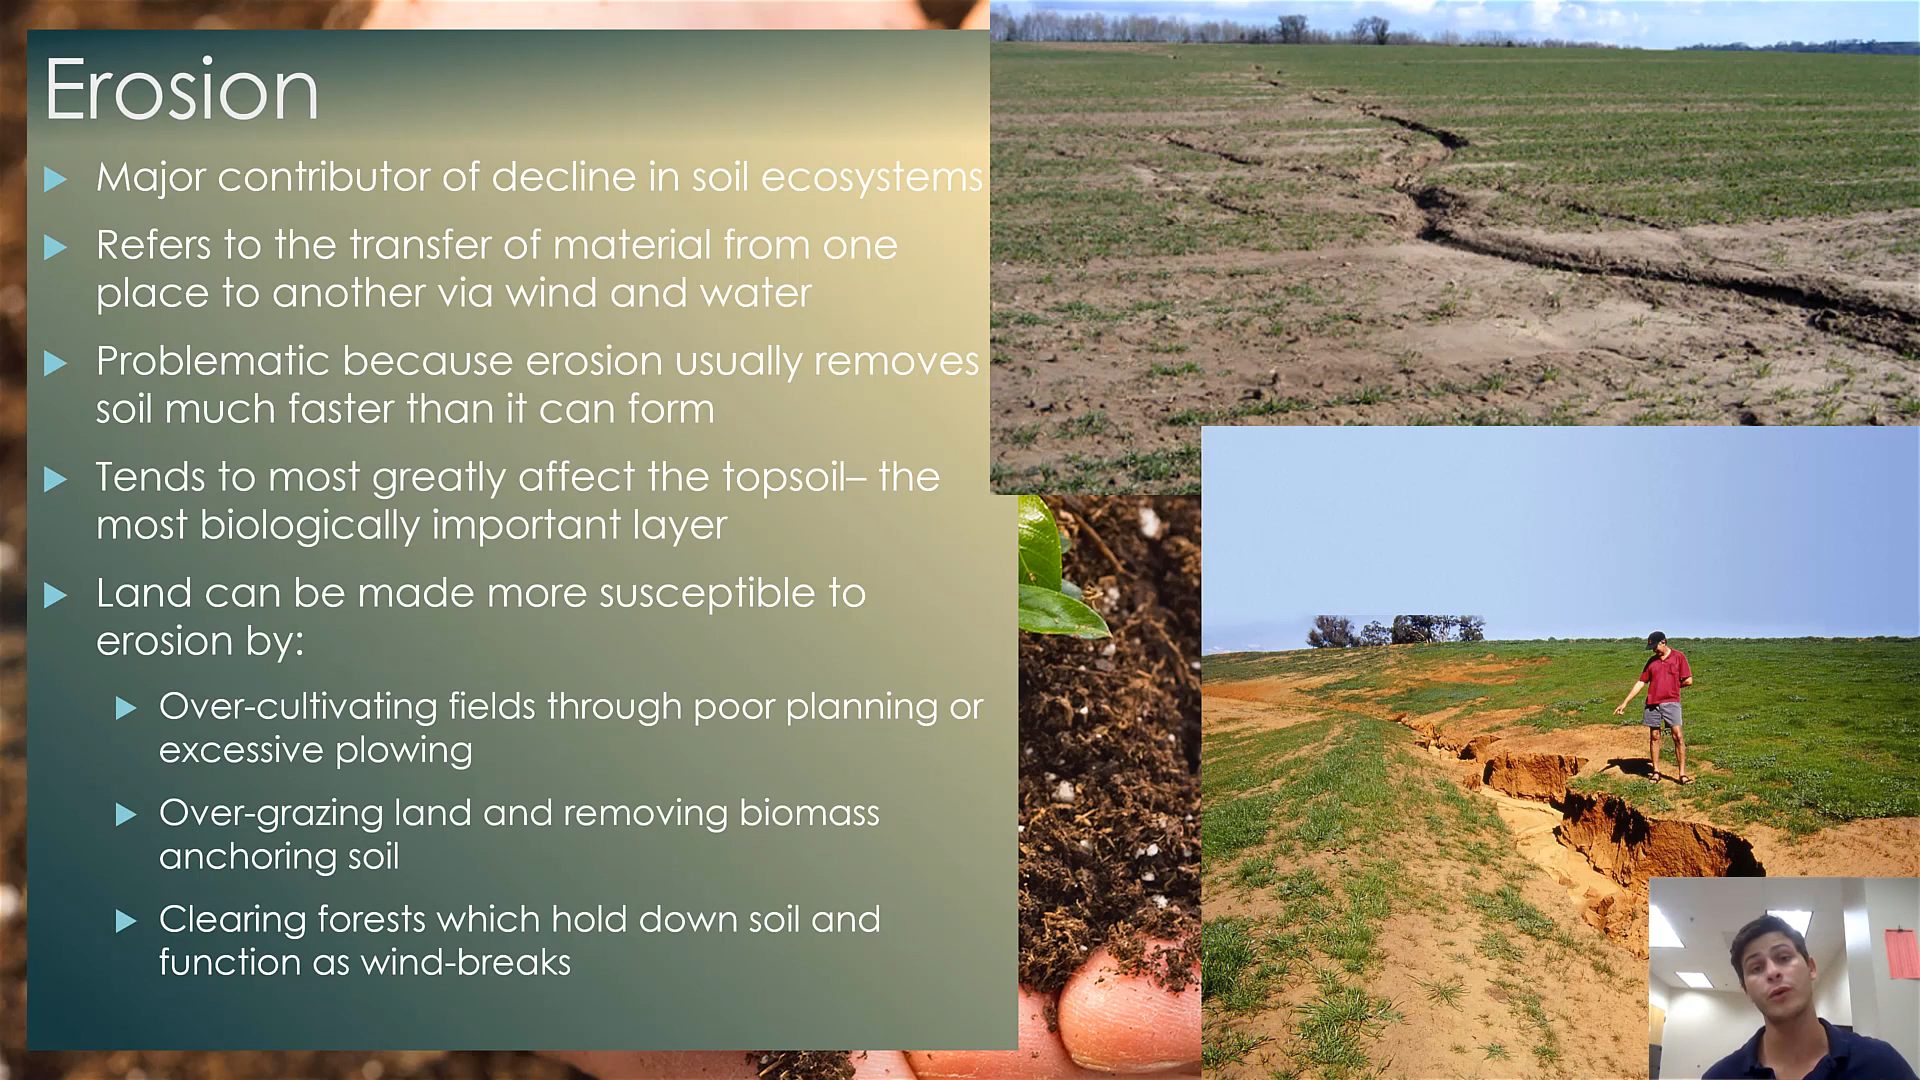 Erosion
Major contributor of decline in soil ecosystems
Refers to the transfer of material from one
place to another via wind and water
Problematic because erosion usually removes
soil much faster than it can form
Tends to most greatly affect the topsoil– the
most biologically important layer
Land can be made more susceptible to
erosion by:
Over-cultivating fields through poor planning or
excessive plowing
Over-grazing land and removing biomass
anchoring soil
Clearing forests which hold down soil and
function as wind-breaks